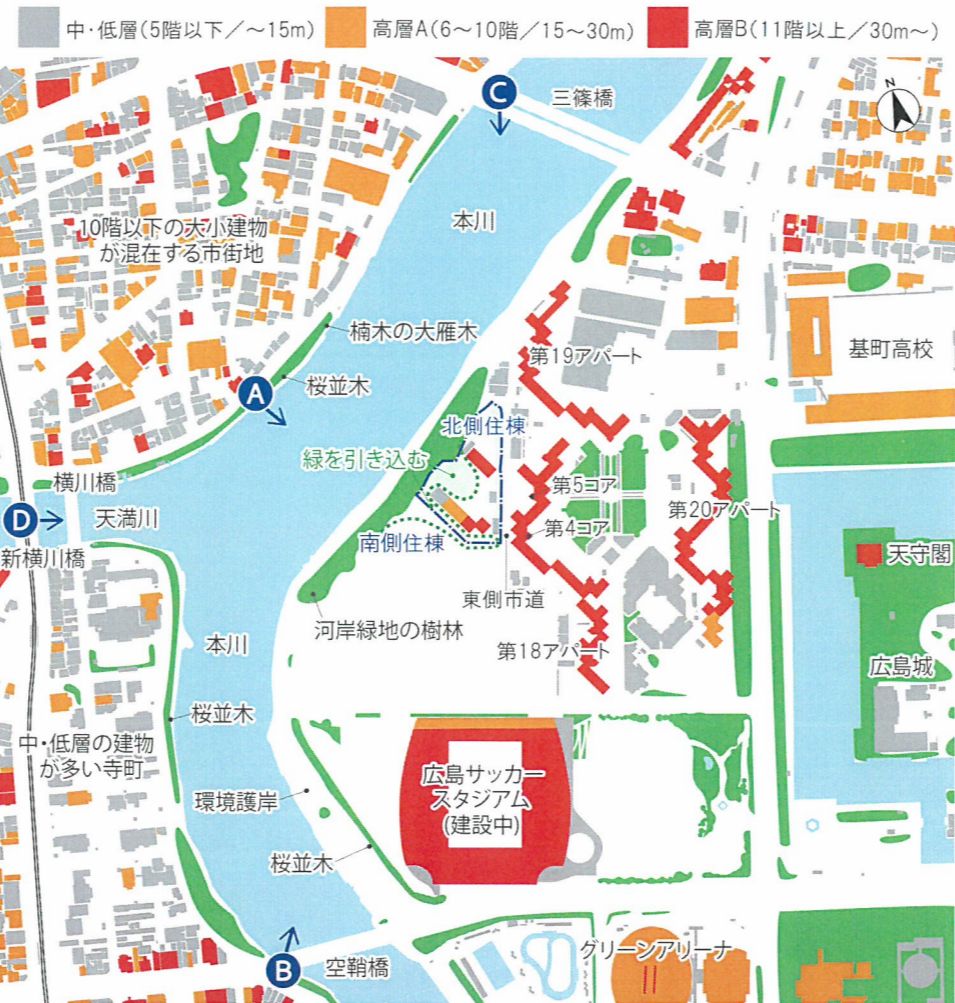 中・低層(5階以下/~15m)
高層A(6~10階/15~30m)
高層B(11階以上/30m~)
C
三篠橋
N
本川
10階以下の大小建物
が混在する市街地
楠木の大雁木
第19アパート
基町高校
桜並木
A
北側住棟
緑を引き込む
横川橋
第5コア
D
天満川
第20アパート
第4コア
南側住棟
新横川橋
天守閣
東側市道
河岸緑地の樹林
本川
第18アパート
広島城
桜並木
中・低層の建物
が多い寺町
広島サッカー
スタジアム
(建設中)
環境護岸
桜並木
グリーンアリーナ
B
空鞘橋